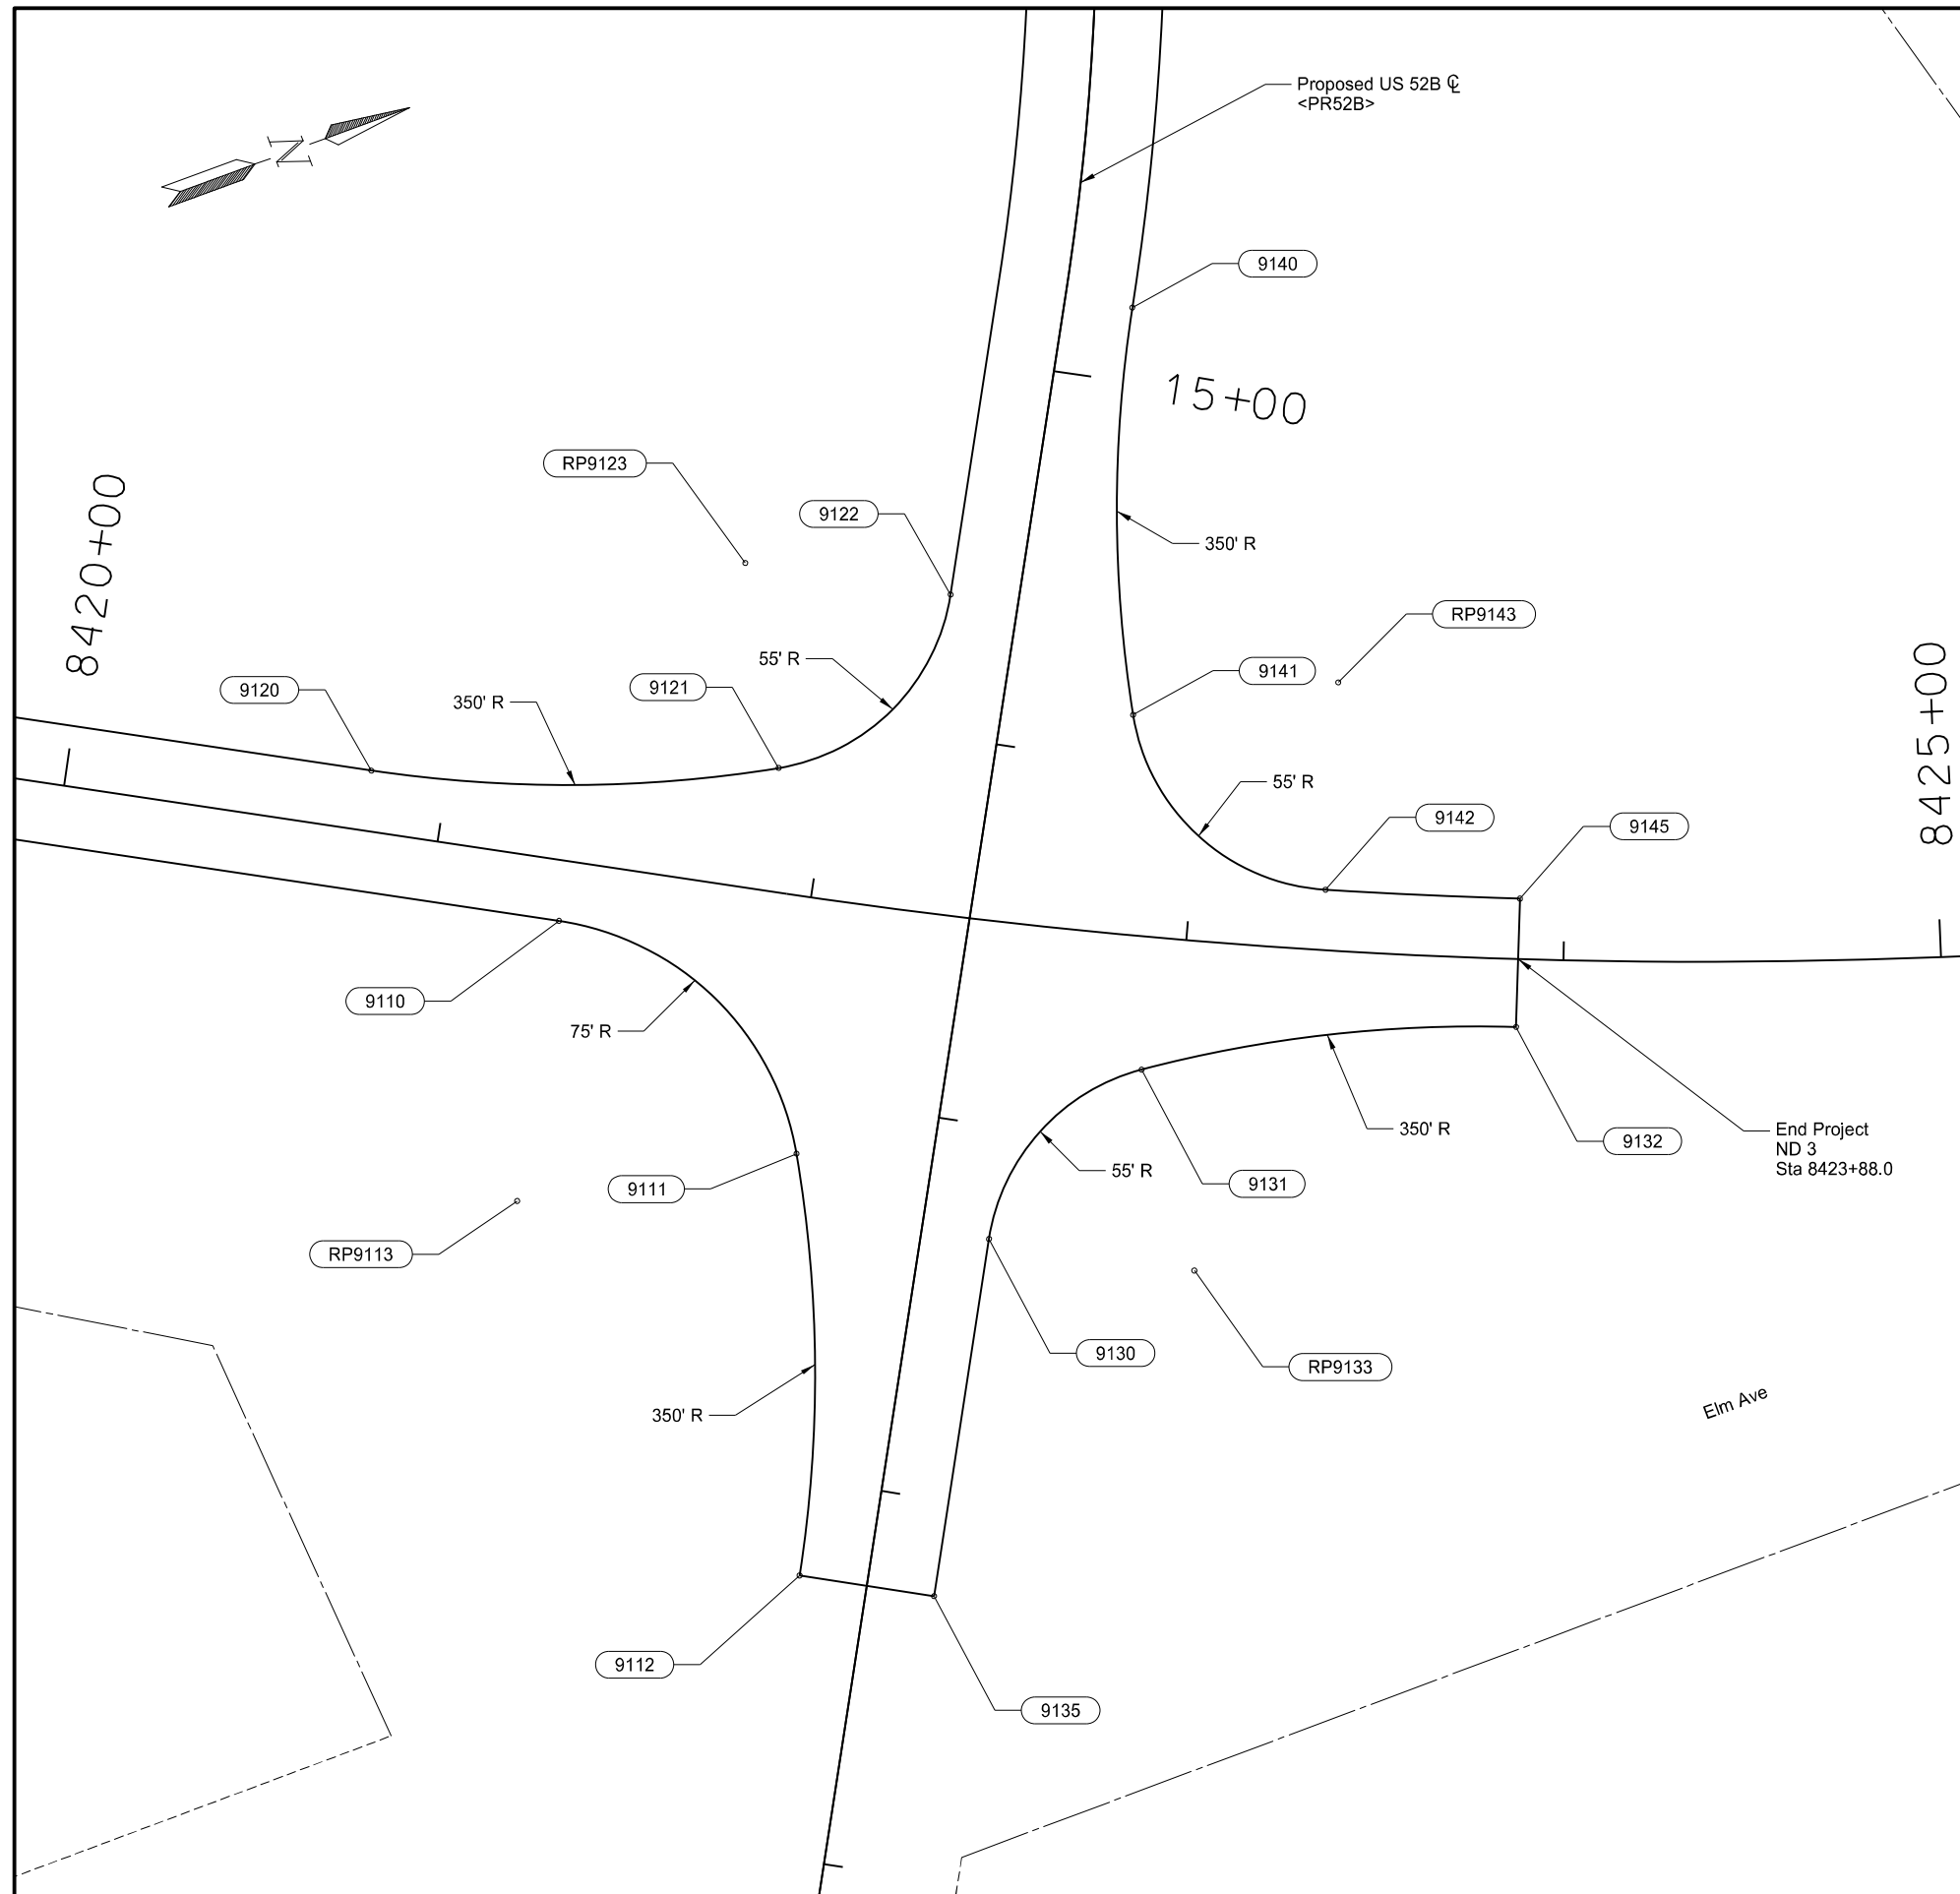 Proposed US 52B ℄
<PR52B>
N
9140
15+00
RP9123
8420+00
9122
350' R
RP9143
55' R
9141
9120
9121
350' R
8425+00
55' R
9142
9145
9110
75' R
End Project
ND 3
Sta 8423+88.0
350' R
9132
55' R
9131
9111
RP9113
9130
RP9133
Elm Ave
350' R
9112
9135